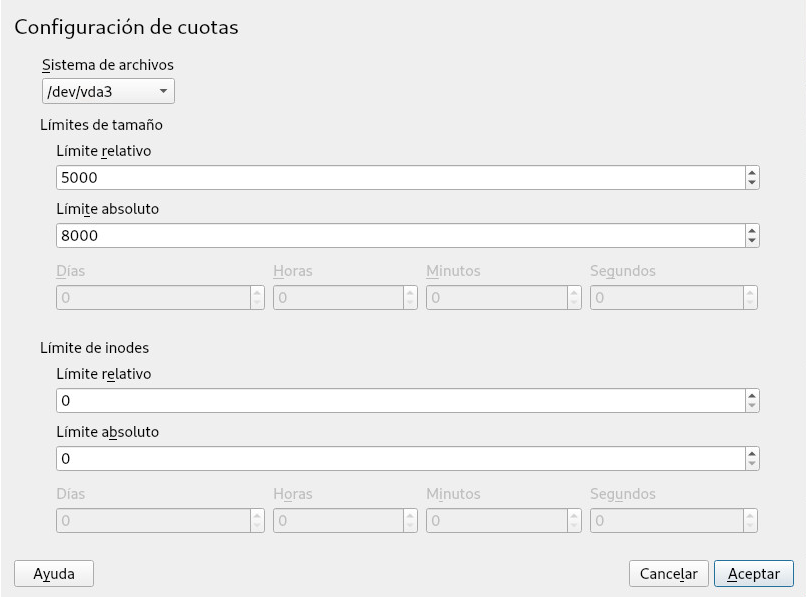 Configuración de cuotas
Sistema de archivos
/dev/vda3
Límites de tamaño
Límite relativo
5000
Límite absoluto
8000
Días Horas Minutos Segundos
0 0 0 0
Límite de inodes
Límite relativo
0
Límite absoluto
0
Días Horas Minutos Segundos
0 0 0 0
Ayuda Cancelar Aceptar